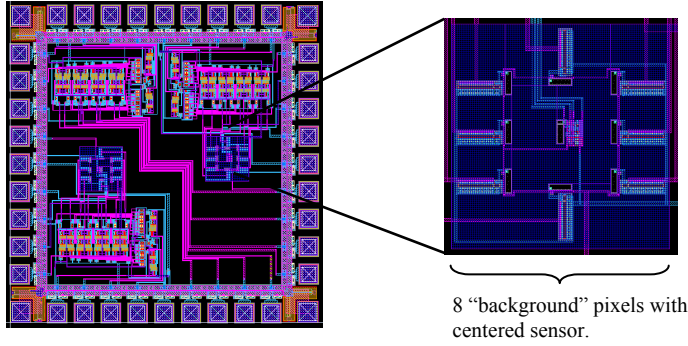 8 “background” pixels with
centered sensor.